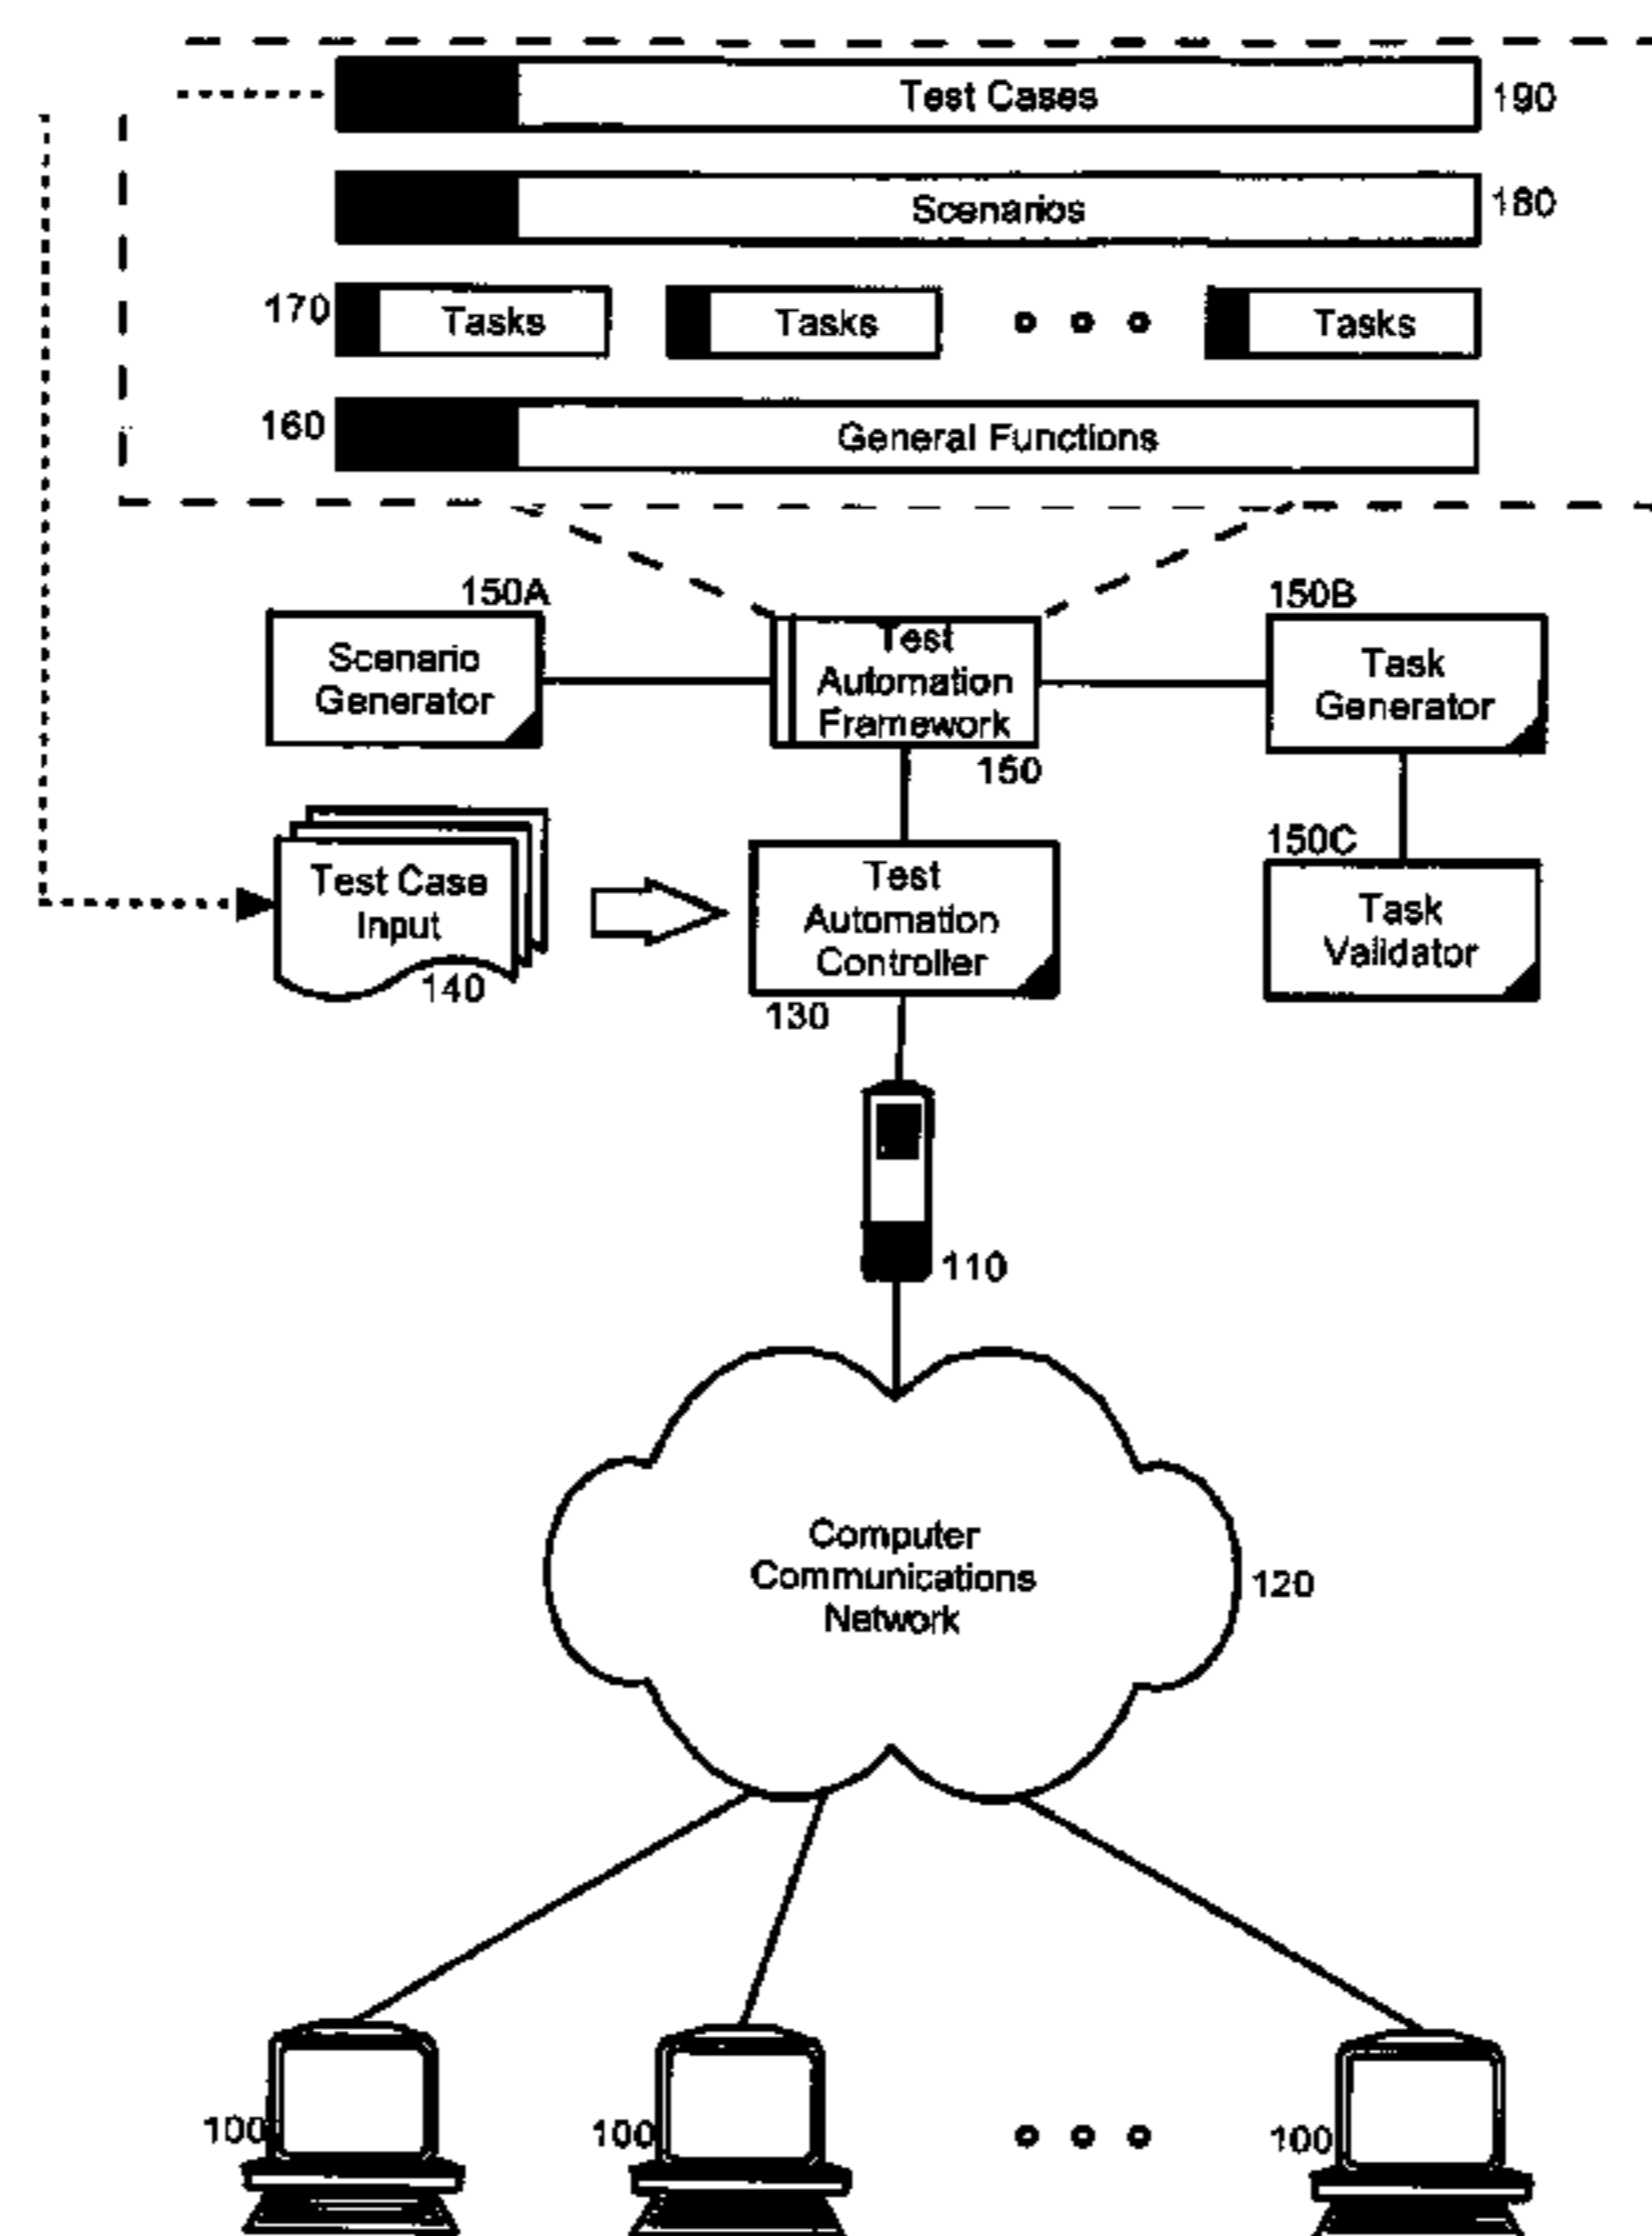 Test Cases 190
Scenarios 180
170 Tasks Tasks Tasks
160 General Functions
150A
Scenario
Generator
Test
Automation
Framework
150
150B
Task
Generator
Test Case
Input
140
Test
Automation
Controller
130
150C
Task
Validator
110
Computer
Communications
Network
120
100 100 100